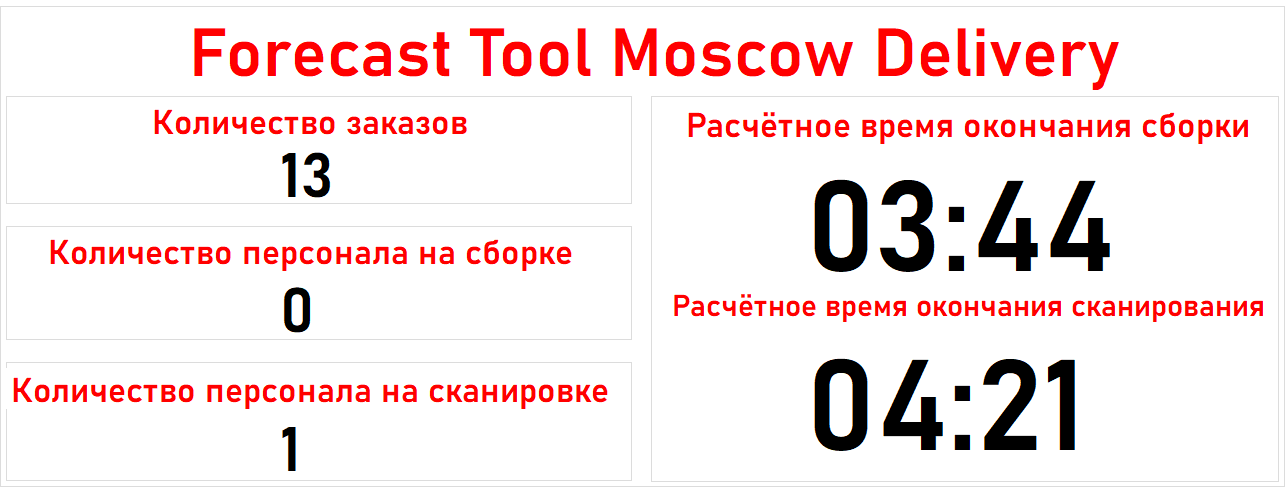 Forecast Tool Moscow Delivery
Количество заказов
13
Количество персонала на сборке
0
Количество персонала на сканировке
1
Расчётное время окончания сборки
03:44
Расчётное время окончания сканирования
04:21